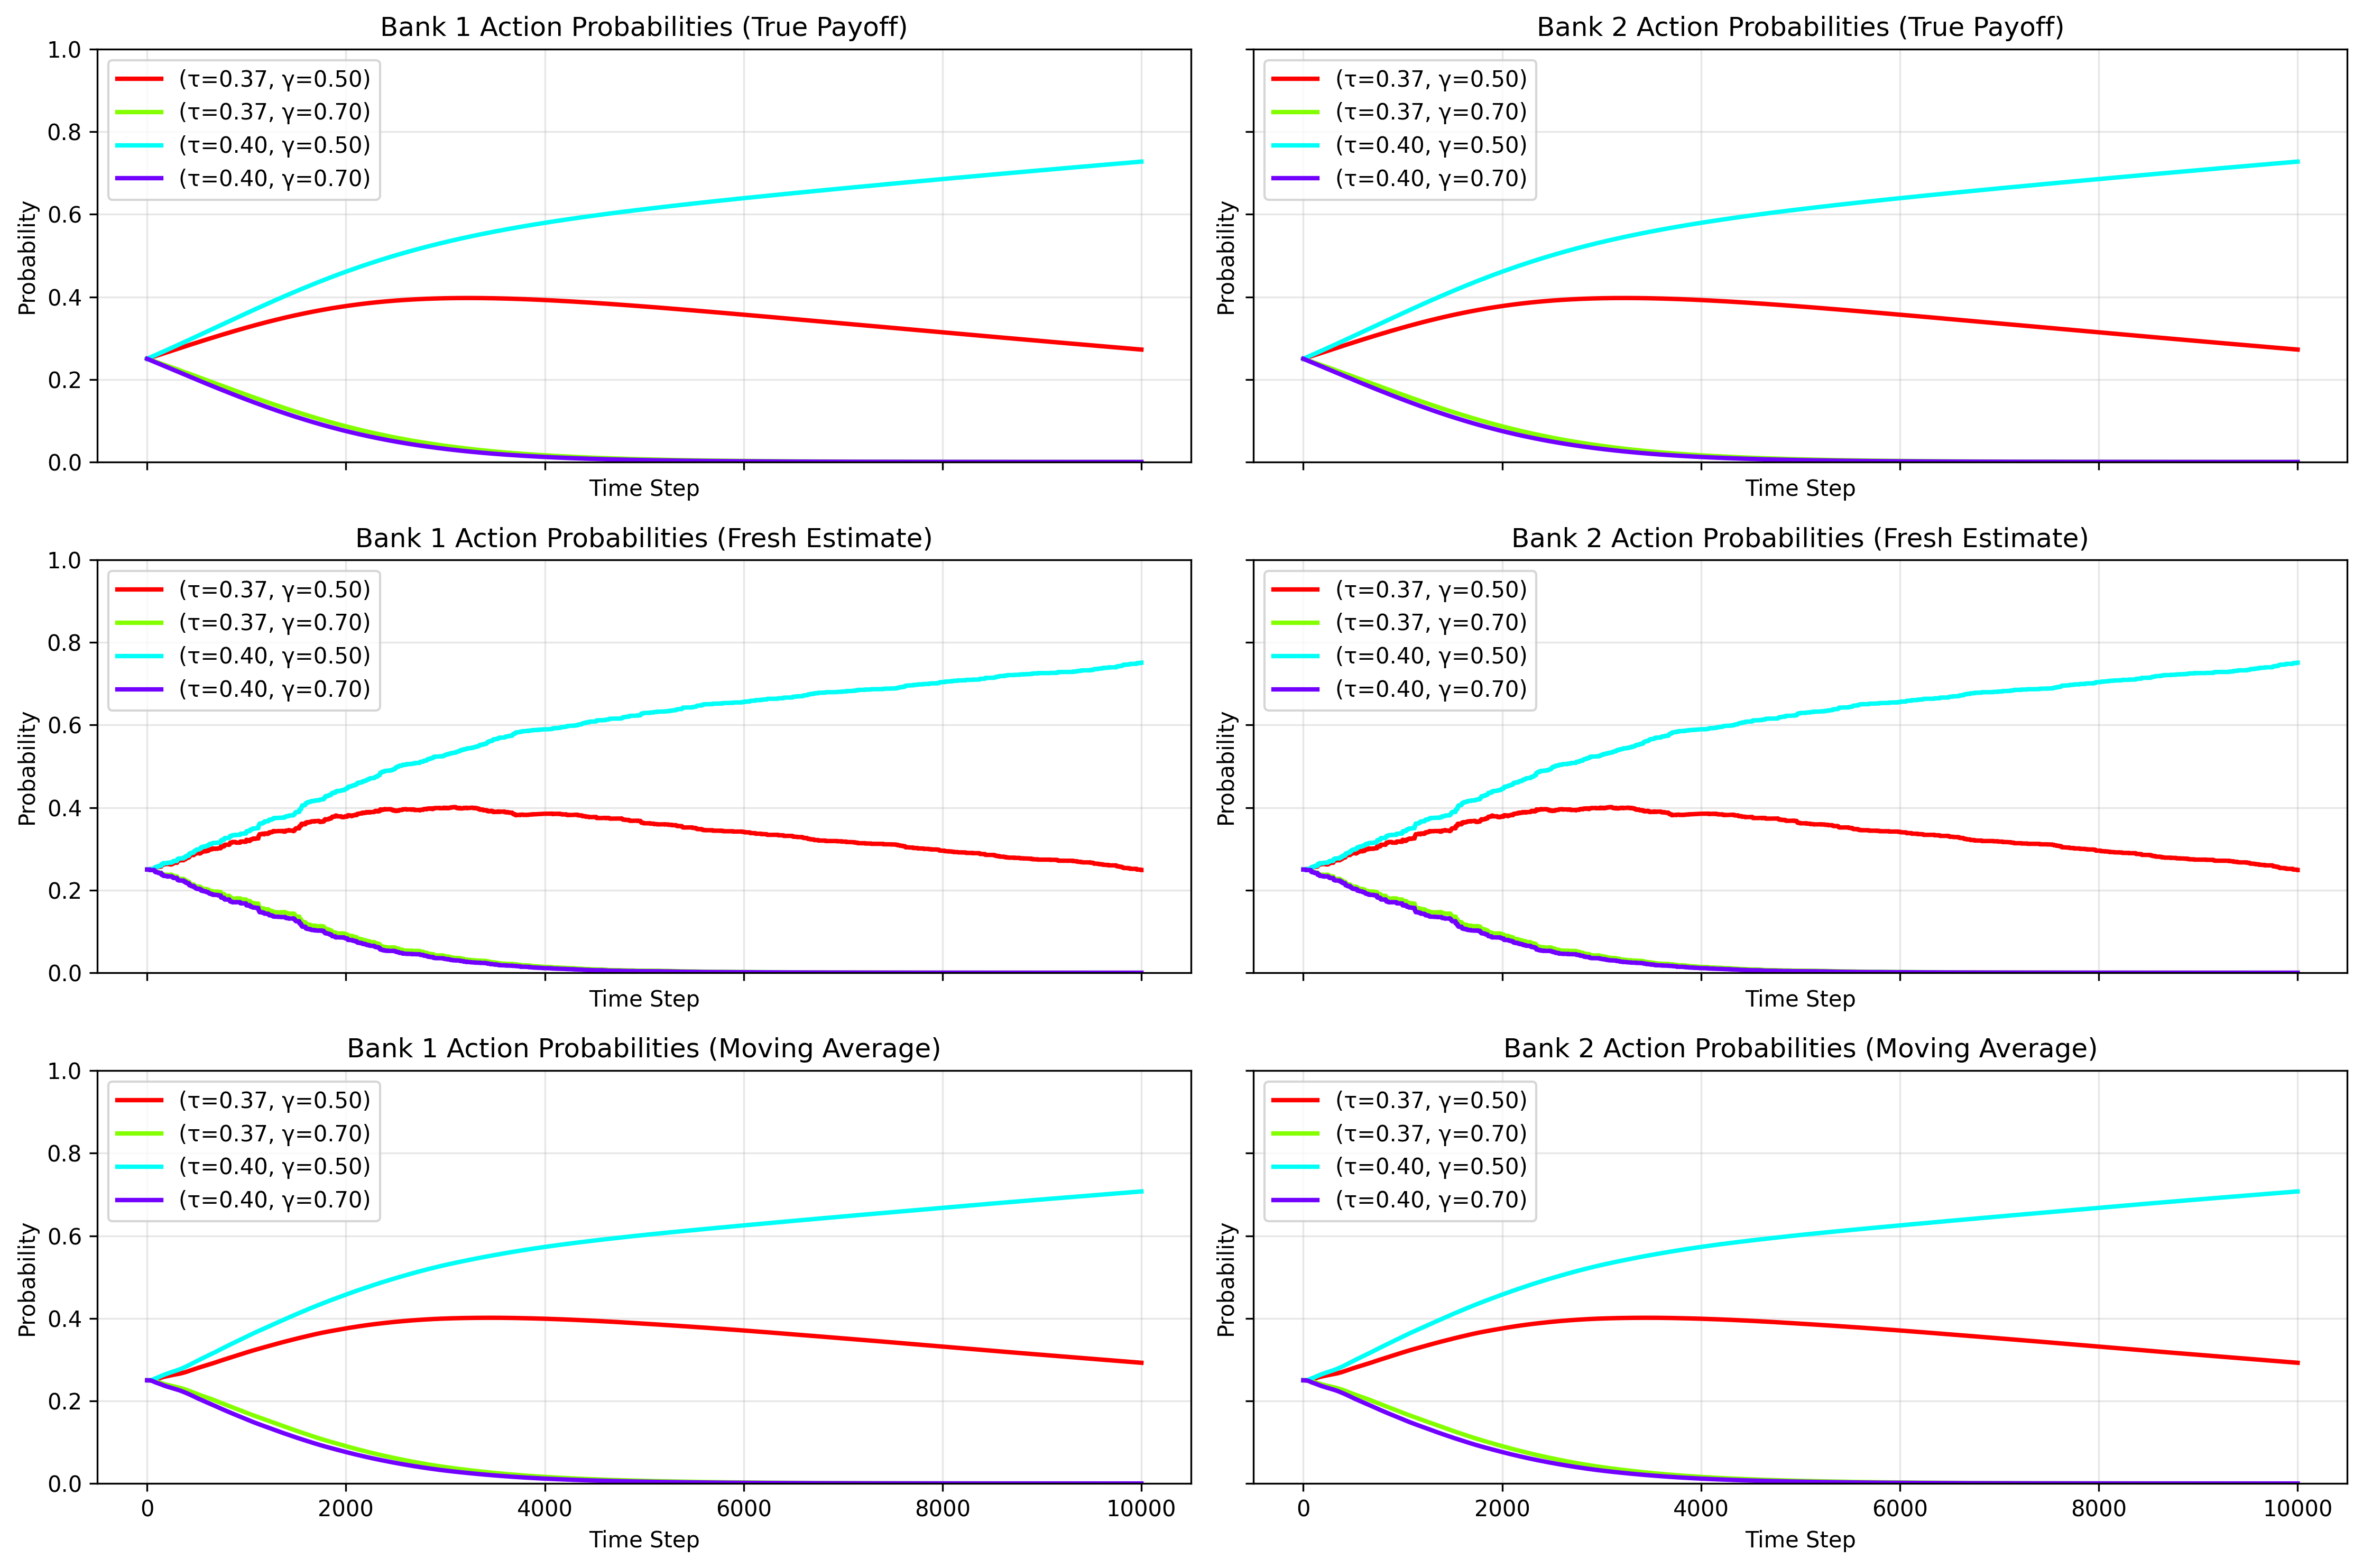 Bank 1 Action Probabilities (True Payoff)
1.0
0.8
0.6
0.4
0.2
0.0
Probability
(τ=0.37, γ=0.50)
(τ=0.37, γ=0.70)
(τ=0.40, γ=0.50)
(τ=0.40, γ=0.70)
Time Step
Bank 2 Action Probabilities (True Payoff)
Probability
(τ=0.37, γ=0.50)
(τ=0.37, γ=0.70)
(τ=0.40, γ=0.50)
(τ=0.40, γ=0.70)
Time Step
Bank 1 Action Probabilities (Fresh Estimate)
1.0
0.8
0.6
0.4
0.2
0.0
Probability
(τ=0.37, γ=0.50)
(τ=0.37, γ=0.70)
(τ=0.40, γ=0.50)
(τ=0.40, γ=0.70)
Time Step
Bank 2 Action Probabilities (Fresh Estimate)
Probability
(τ=0.37, γ=0.50)
(τ=0.37, γ=0.70)
(τ=0.40, γ=0.50)
(τ=0.40, γ=0.70)
Time Step
Bank 1 Action Probabilities (Moving Average)
1.0
0.8
0.6
0.4
0.2
0.0
Probability
(τ=0.37, γ=0.50)
(τ=0.37, γ=0.70)
(τ=0.40, γ=0.50)
(τ=0.40, γ=0.70)
0 2000 4000 6000 8000 10000
Time Step
Bank 2 Action Probabilities (Moving Average)
Probability
(τ=0.37, γ=0.50)
(τ=0.37, γ=0.70)
(τ=0.40, γ=0.50)
(τ=0.40, γ=0.70)
0 2000 4000 6000 8000 10000
Time Step